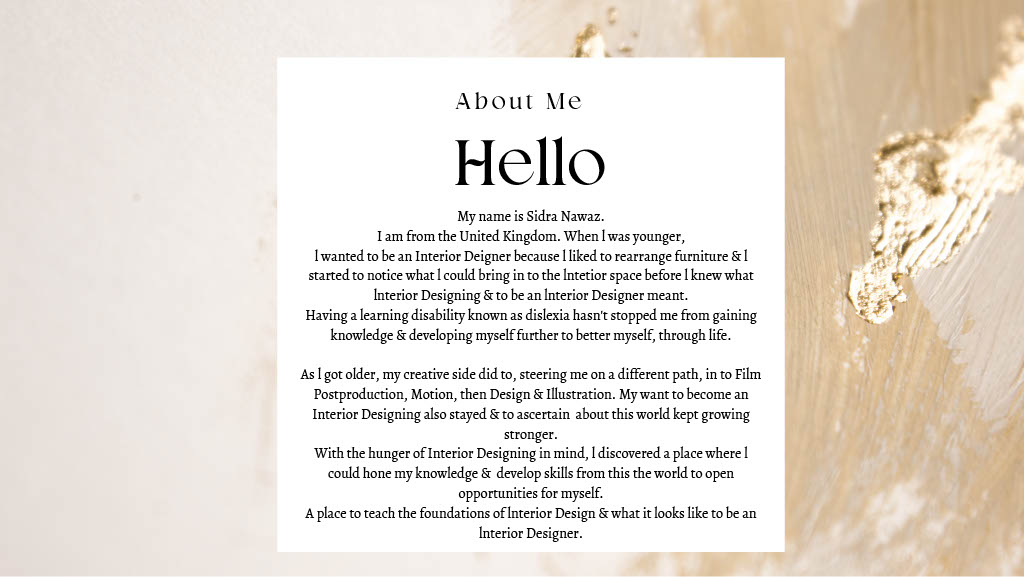 About Me
Hello
My name is Sidra Nawaz.
I am from the United Kingdom. When l was younger,
l wanted to be an Interior Deigner because l liked to rearrange furniture & l
started to notice what l could bring in to the lntetior space before l knew what
lnterior Designing & to be an lnterior Designer meant.
Having a learning disability known as dislexia hasn't stopped me from gaining
knowledge & developing myself further to better myself, through life.
As l got older, my creative side did to, steering me on a different path, in to Film
Postproduction, Motion, then Design & Illustration. My want to become an
Interior Designing also stayed & to ascertain about this world kept growing
stronger.
With the hunger of Interior Designing in mind, l discovered a place where l
could hone my knowledge & develop skills from this the world to open
opportunities for myself.
A place to teach the foundations of lnterior Design & what it looks like to be an
lnterior Designer.